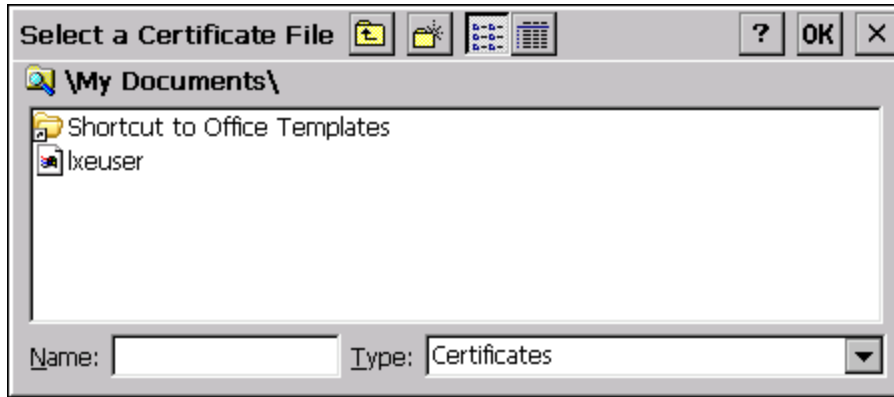 Select a Certificate File ? OK ×
\My Documents\
Shortcut to Office Templates
lxeuser
Name: Type: Certificates